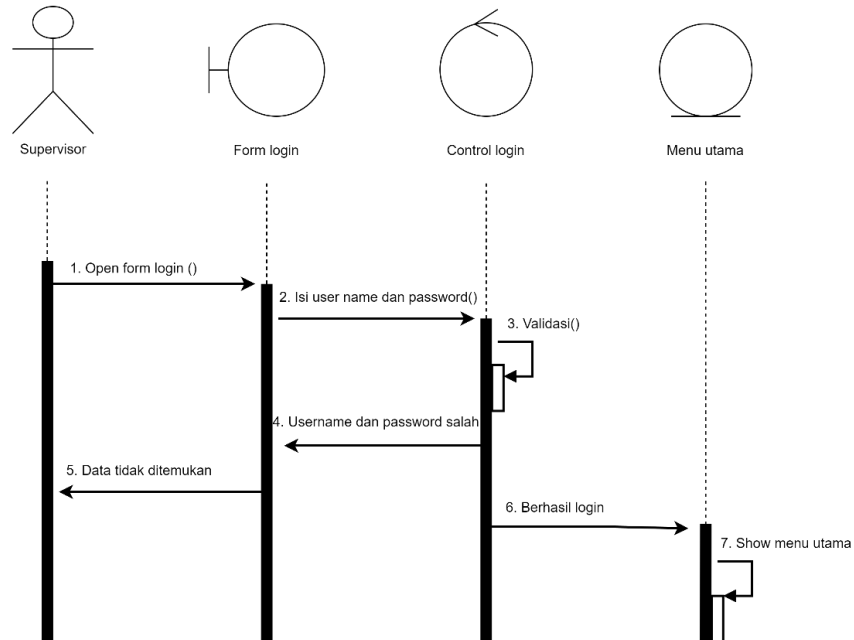 Supervisor
Form login
Control login
Menu utama
1. Open form login ()
2. Isi user name dan password()
3. Validasi()
4. Username dan password salah
5. Data tidak ditemukan
6. Berhasil login
7. Show menu utama